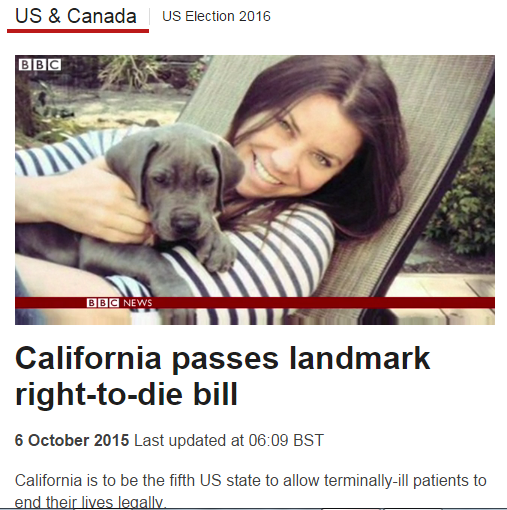 US & Canada US Election 2016
BBC
BBC NEWS
California passes landmark
right-to-die bill
6 October 2015 Last updated at 06:09 BST
California is to be the fifth US state to allow terminally-ill patients to
end their lives legally.